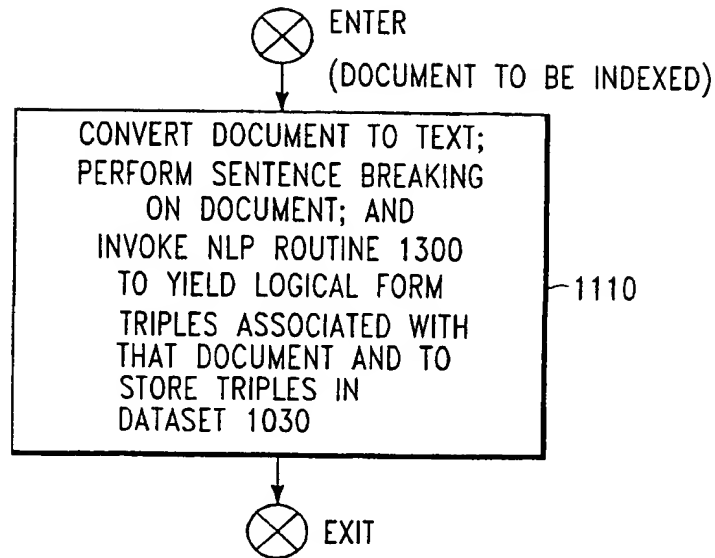 ENTER
(DOCUMENT TO BE INDEXED)
CONVERT DOCUMENT TO TEXT;
PERFORM SENTENCE BREAKING
ON DOCUMENT; AND
INVOKE NLP ROUTINE 1300
TO YIELD LOGICAL FORM
TRIPLES ASSOCIATED WITH
THAT DOCUMENT AND TO
STORE TRIPLES IN
DATASET 1030
1110
EXIT